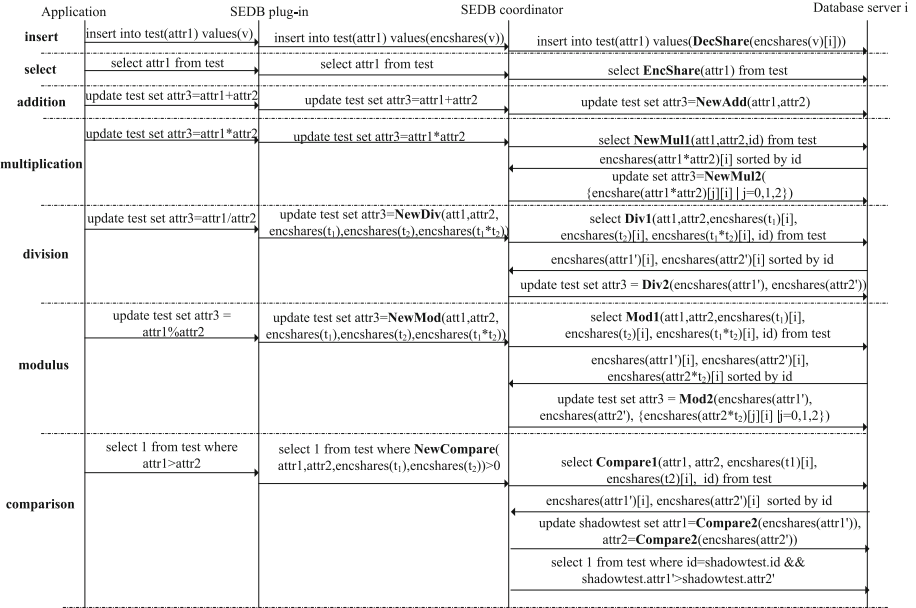 Application SEDB plug-in SEDB coordinator Database server i
insert insert into test(attr1) values(v) insert into test(attr1) values(encshares(v)) insert into test(attr1) values(DecShare(encshares(v)[i]))
select select attr1 from test select attr1 from test select EncShare(attr1) from test
addition update test set attr3=attr1+attr2 update test set attr3=attr1+attr2 update test set attr3=NewAdd(attr1,attr2)
multiplication update test set attr3=attr1*attr2 update test set attr3=attr1*attr2 select NewMul1(att1,attr2,id) from test
encshares(attr1*attr2)[i] sorted by id
update set attr3=NewMul2(
{encshare(attr1*attr2)[j][i] | j=0,1,2})
division update test set attr3=attr1/attr2
update test set attr3=NewDiv(att1,attr2,
encshares(t₁),encshares(t₂),encshares(t₁*t₂))
select Div1(att1,attr2,encshares(t₁)[i],
encshares(t₂)[i], encshares(t₁*t₂)[i], id) from test
encshares(attr1')[i], encshares(attr2')[i] sorted by id
update test set attr3 = Div2(encshares(attr1'), encshares(attr2'))
modulus
update test set attr3 =
attr1%attr2
update test set attr3=NewMod(att1,attr2,
encshares(t₁),encshares(t₂),encshares(t₁*t₂))
select Mod1(att1,attr2,encshares(t₁)[i],
encshares(t₂)[i], encshares(t₁*t₂)[i], id) from test
encshares(attr1')[i], encshares(attr2')[i],
encshares(attr2*t₂)[i] sorted by id
update test set attr3 = Mod2(encshares(attr1'),
encshares(attr2'), {encshares(attr2*t₂)[j][i] |j=0,1,2})
comparison
select 1 from test where
attr1>attr2
select 1 from test where NewCompare(
attr1,attr2,encshares(t₁),encshares(t₂))>0
select Compare1(attr1, attr2, encshares(t1)[i],
encshares(t2)[i], id) from test
encshares(attr1')[i], encshares(attr2')[i] sorted by id
update shadowtest set attr1=Compare2(encshares(attr1')),
attr2=Compare2(encshares(attr2'))
select 1 from test where id=shadowtest.id &&
shadowtest.attr1'>shadowtest.attr2'